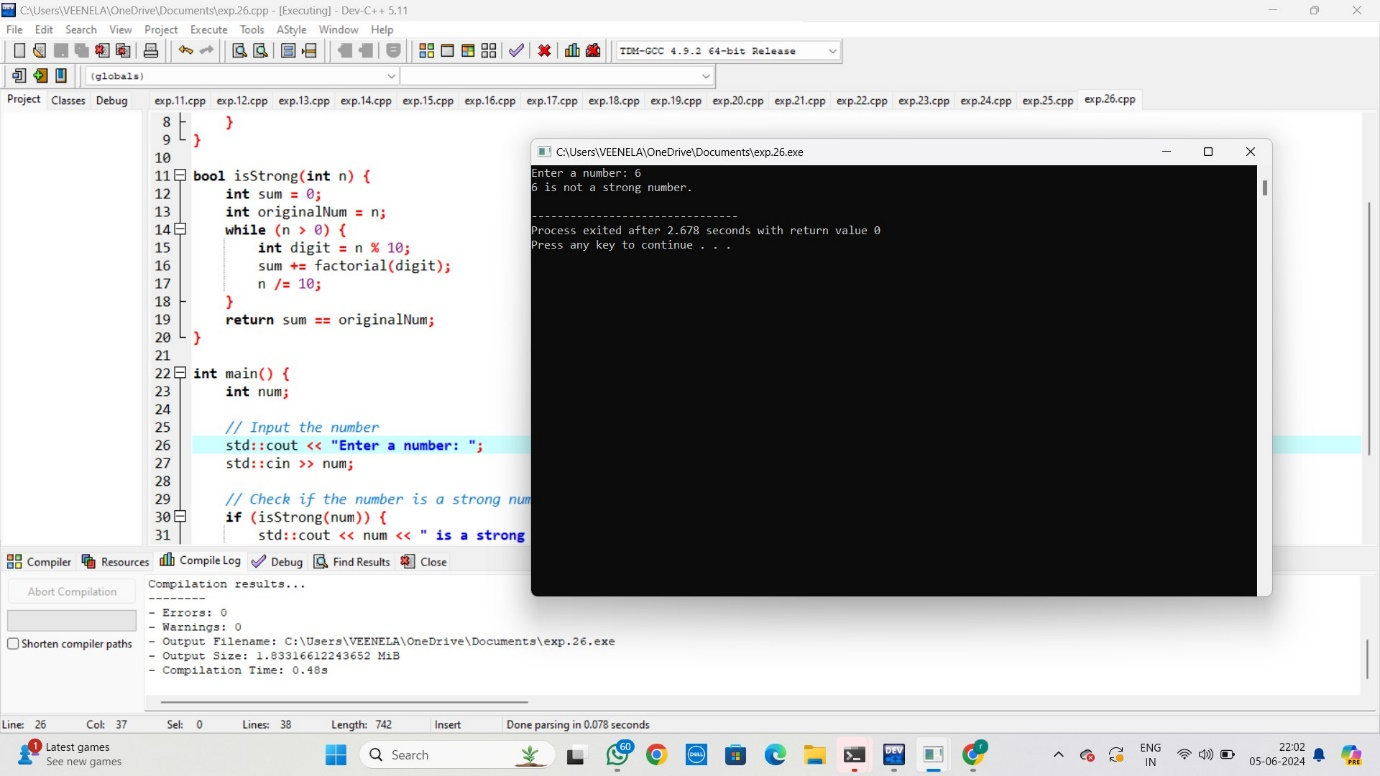 C:\Users\VEENELA\OneDrive\Documents\exp.26.cpp - [Executing] - Dev-C++ 5.11
File Edit Search View Project Execute Tools AStyle Window Help
TDM-GCC 4.9.2 64-bit Release
(globals)
Project Classes Debug
exp.11.cpp exp.12.cpp exp.13.cpp exp.14.cpp exp.15.cpp exp.16.cpp exp.17.cpp exp.18.cpp exp.19.cpp exp.20.cpp exp.21.cpp exp.22.cpp exp.23.cpp exp.24.cpp exp.25.cpp exp.26.cpp
8 }
9 }
10
11 bool isStrong(int n) {
12 int sum = 0;
13 int originalNum = n;
14 while (n > 0) {
15 int digit = n % 10;
16 sum += factorial(digit);
17 n /= 10;
18 }
19 return sum == originalNum;
20 }
21
22 int main() {
23 int num;
24
25 // Input the number
26 std::cout << "Enter a number: ";
27 std::cin >> num;
28
29 // Check if the number is a strong num
30 if (isStrong(num)) {
31 std::cout << num << " is a strong
C:\Users\VEENELA\OneDrive\Documents\exp.26.exe
Enter a number: 6
6 is not a strong number.
--------------------------------
Process exited after 2.678 seconds with return value 0
Press any key to continue . . .
Compiler Resources Compile Log Debug Find Results Close
Abort Compilation
Shorten compiler paths
Compilation results...
--------
- Errors: 0
- Warnings: 0
- Output Filename: C:\Users\VEENELA\OneDrive\Documents\exp.26.exe
- Output Size: 1.83316612243652 MiB
- Compilation Time: 0.48s
Line: 26 Col: 37 Sel: 0 Lines: 38 Length: 742 Insert Done parsing in 0.078 seconds
1
Latest games
See new games
Search
60
DELL
DEV
ENG
IN
22:02
05-06-2024
PRE